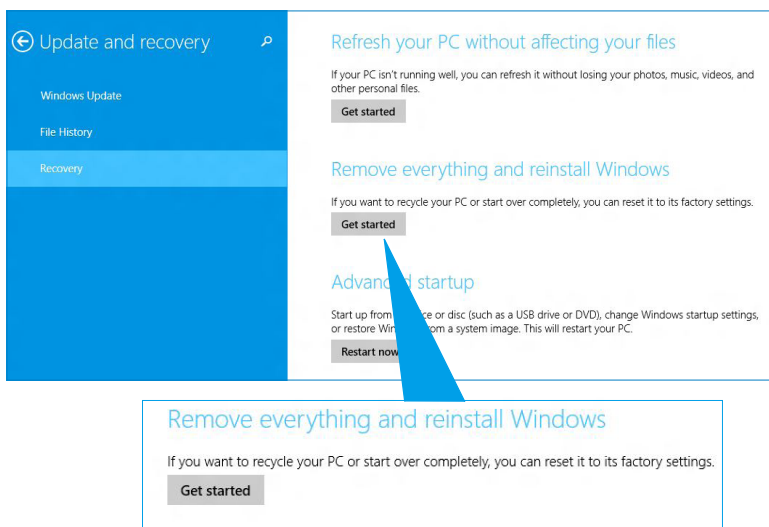 Update and recovery
Windows Update
File History
Recovery
Refresh your PC without affecting your files
If your PC isn't running well, you can refresh it without losing your photos, music, videos, and
other personal files.
Get started
Remove everything and reinstall Windows
If you want to recycle your PC or start over completely, you can reset it to its factory settings.
Get started
Advan startup
Start up from ce or disc (such as a USB drive or DVD), change Windows startup settings,
or restore Win om a system image. This will restart your PC.
Restart now
Remove everything and reinstall Windows
If you want to recycle your PC or start over completely, you can reset it to its factory settings.
Get started